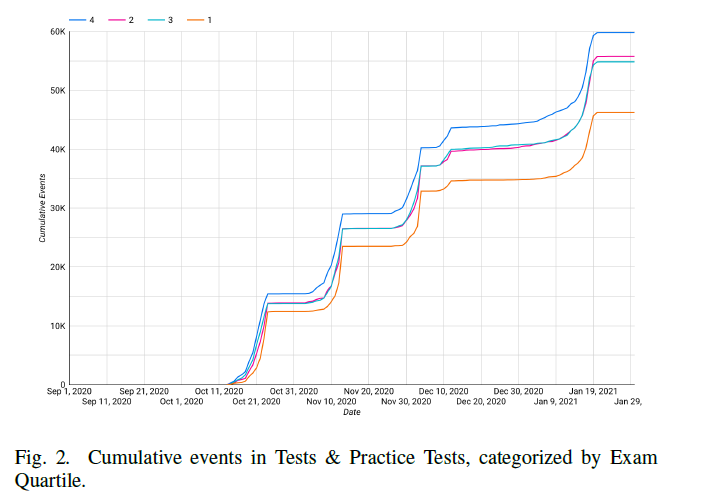 4 2 3 1
60K
50K
40K
30K
20K
10K
0
Cumulative Events
Sep 1, 2020 Sep 21, 2020 Oct 11, 2020 Oct 31, 2020 Nov 20, 2020 Dec 10, 2020 Dec 30, 2020 Jan 19, 2021
Sep 11, 2020 Oct 1, 2020 Oct 21, 2020 Nov 10, 2020 Nov 30, 2020 Dec 20, 2020 Jan 9, 2021 Jan 29,
Date
Fig. 2. Cumulative events in Tests & Practice Tests, categorized by Exam
Quartile.